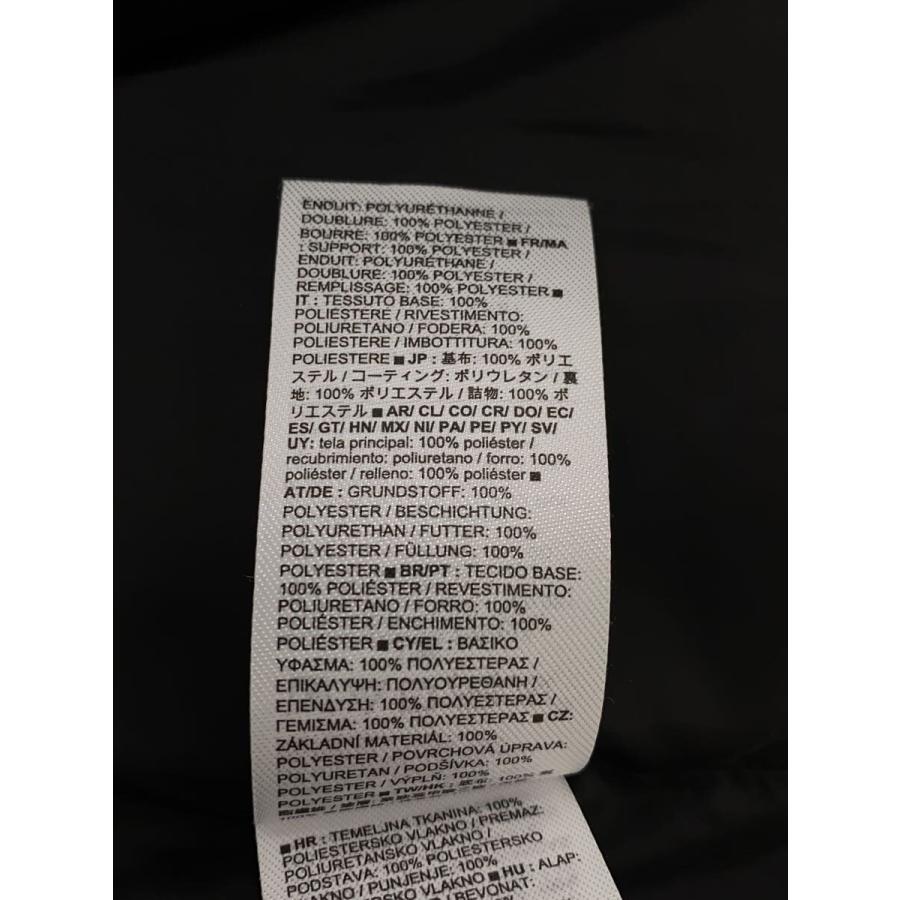 ENDUIT: POLYURÉTHANNE /
DOUBLURE: 100% POLYESTER /
BOURRE: 100% POLYESTER ■ FR/MA
: SUPPORT: 100% POLYESTER /
ENDUIT: POLYURÉTHANE /
DOUBLURE: 100% POLYESTER /
REMPLISSAGE: 100% POLYESTER ■
IT : TESSUTO BASE: 100%
POLIESTERE / RIVESTIMENTO:
POLIURETANO / FODERA: 100%
POLIESTERE / IMBOTTITURA: 100%
POLIESTERE ■ JP : 基布: 100% ポリエ
ステル / コーティング: ポリウレタン / 裏
地: 100% ポリエステル / 詰物: 100% ポ
リエステル ■ AR/ CL/ CO/ CR/ DO/ EC/
ES/ GT/ HN/ MX/ NI/ PA/ PE/ PY/ SV/
UY: tela principal: 100% poliéster /
recubrimiento: poliuretano / forro: 100%
poliéster / relleno: 100% poliéster ■
AT/DE : GRUNDSTOFF: 100%
POLYESTER / BESCHICHTUNG:
POLYURETHAN / FUTTER: 100%
POLYESTER / FÜLLUNG: 100%
POLYESTER ■ BR/PT : TECIDO BASE:
100% POLIÉSTER / REVESTIMENTO:
POLIURETANO / FORRO: 100%
POLIÉSTER / ENCHIMENTO: 100%
POLIÉSTER ■ CY/EL : ΒΑΣΙΚΟ
ΥΦΑΣΜΑ: 100% ΠΟΛΥΕΣΤΕΡΑΣ /
ΕΠΙΚΑΛΥΨΗ: ΠΟΛΥΟΥΡΕΘΑΝΗ /
ΕΠΕΝΔΥΣΗ: 100% ΠΟΛΥΕΣΤΕΡΑΣ /
ΓΕΜΙΣΜΑ: 100% ΠΟΛΥΕΣΤΕΡΑΣ ■ CZ:
ZÁKLADNÍ MATERIÁL: 100%
POLYESTER / POVRCHOVÁ ÚPRAVA:
POLYURETAN / PODŠÍVKA: 100%
POLYESTER / VÝPLŇ: 100%
POLYESTER ■ TW/HK : 底布: 100%
■ HR : TEMELJNA TKANINA: 100%
POLIESTERSKO VLAKNO / PREMAZ:
POLIURETANSKO VLAKNO /
PODSTAVA: 100% POLIESTERSKO
VLAKNO / PUNJENJE: 100%
POLIESTERSKO VLAKNO ■ HU : ALAP:
/ BEVONAT: